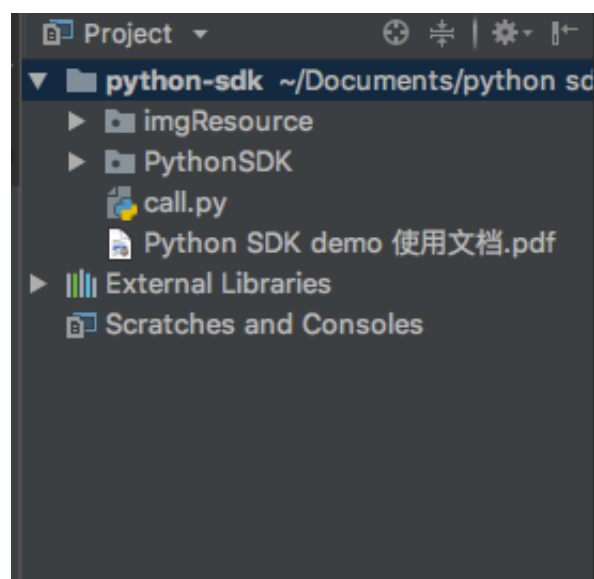 Project
python-sdk ~/Documents/python sd
imgResource
PythonSDK
call.py
Python SDK demo 使用文档.pdf
External Libraries
Scratches and Consoles